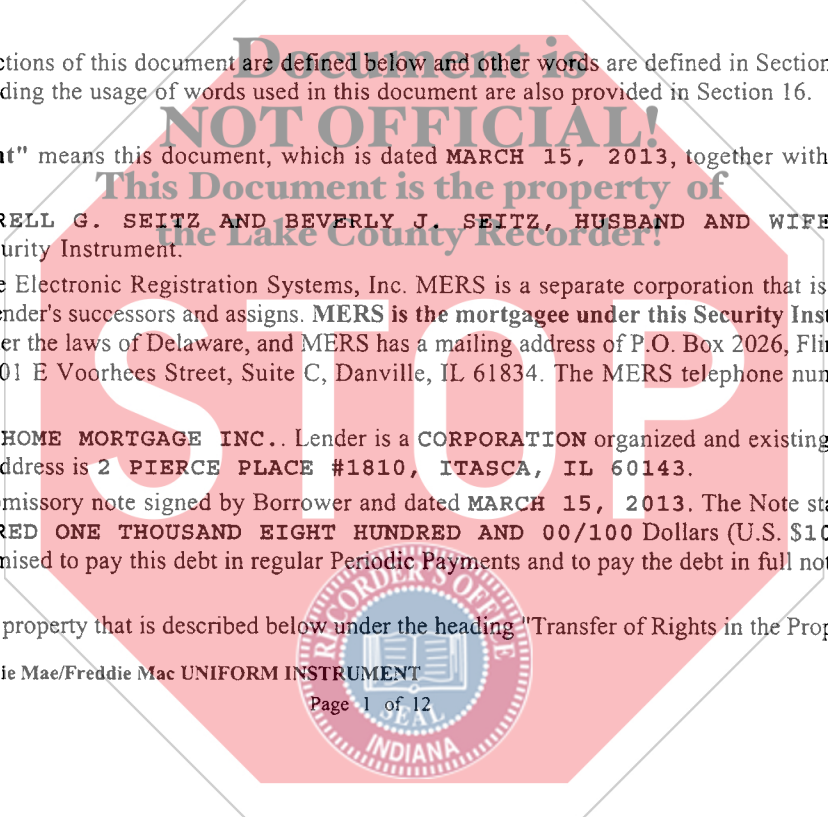 ctions of this document are defined below and other words are defined in Section
ding the usage of words used in this document are also provided in Section 16.
nt" means this document, which is dated MARCH 15, 2013, together with
RELL G. SEITZ AND BEVERLY J. SEITZ, HUSBAND AND WIFE
urity Instrument.
e Electronic Registration Systems, Inc. MERS is a separate corporation that is
ender's successors and assigns. MERS is the mortgagee under this Security Inst
er the laws of Delaware, and MERS has a mailing address of P.O. Box 2026, Flin
01 E Voorhees Street, Suite C, Danville, IL 61834. The MERS telephone num
HOME MORTGAGE INC.. Lender is a CORPORATION organized and existing
ddress is 2 PIERCE PLACE #1810, ITASCA, IL 60143.
missory note signed by Borrower and dated MARCH 15, 2013. The Note sta
RED ONE THOUSAND EIGHT HUNDRED AND 00/100 Dollars (U.S. $10
mised to pay this debt in regular Periodic Payments and to pay the debt in full not
property that is described below under the heading "Transfer of Rights in the Prop
ie Mae/Freddie Mac UNIFORM INSTRUMENT
Page 1 of 12
Document is
NOT OFFICIAL!
This Document is the property of
the Lake County Recorder!
STOP
RECORDER'S OFFICE
SEAL
INDIANA